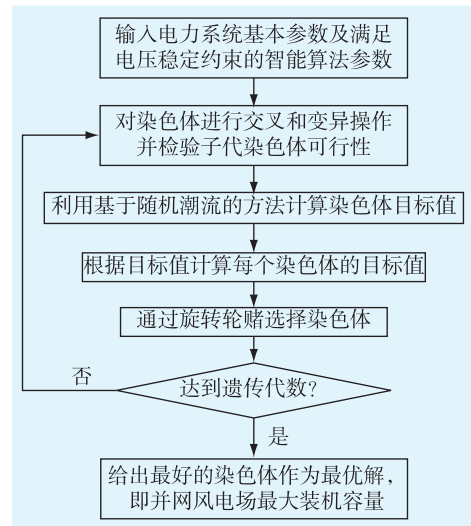 输入电力系统基本参数及满足
电压稳定约束的智能算法参数
对染色体进行交叉和变异操作
并检验子代染色体可行性
利用基于随机潮流的方法计算染色体目标值
根据目标值计算每个染色体的目标值
通过旋转轮赌选择染色体
否
达到遗传代数?
是
给出最好的染色体作为最优解，
即并网风电场最大装机容量